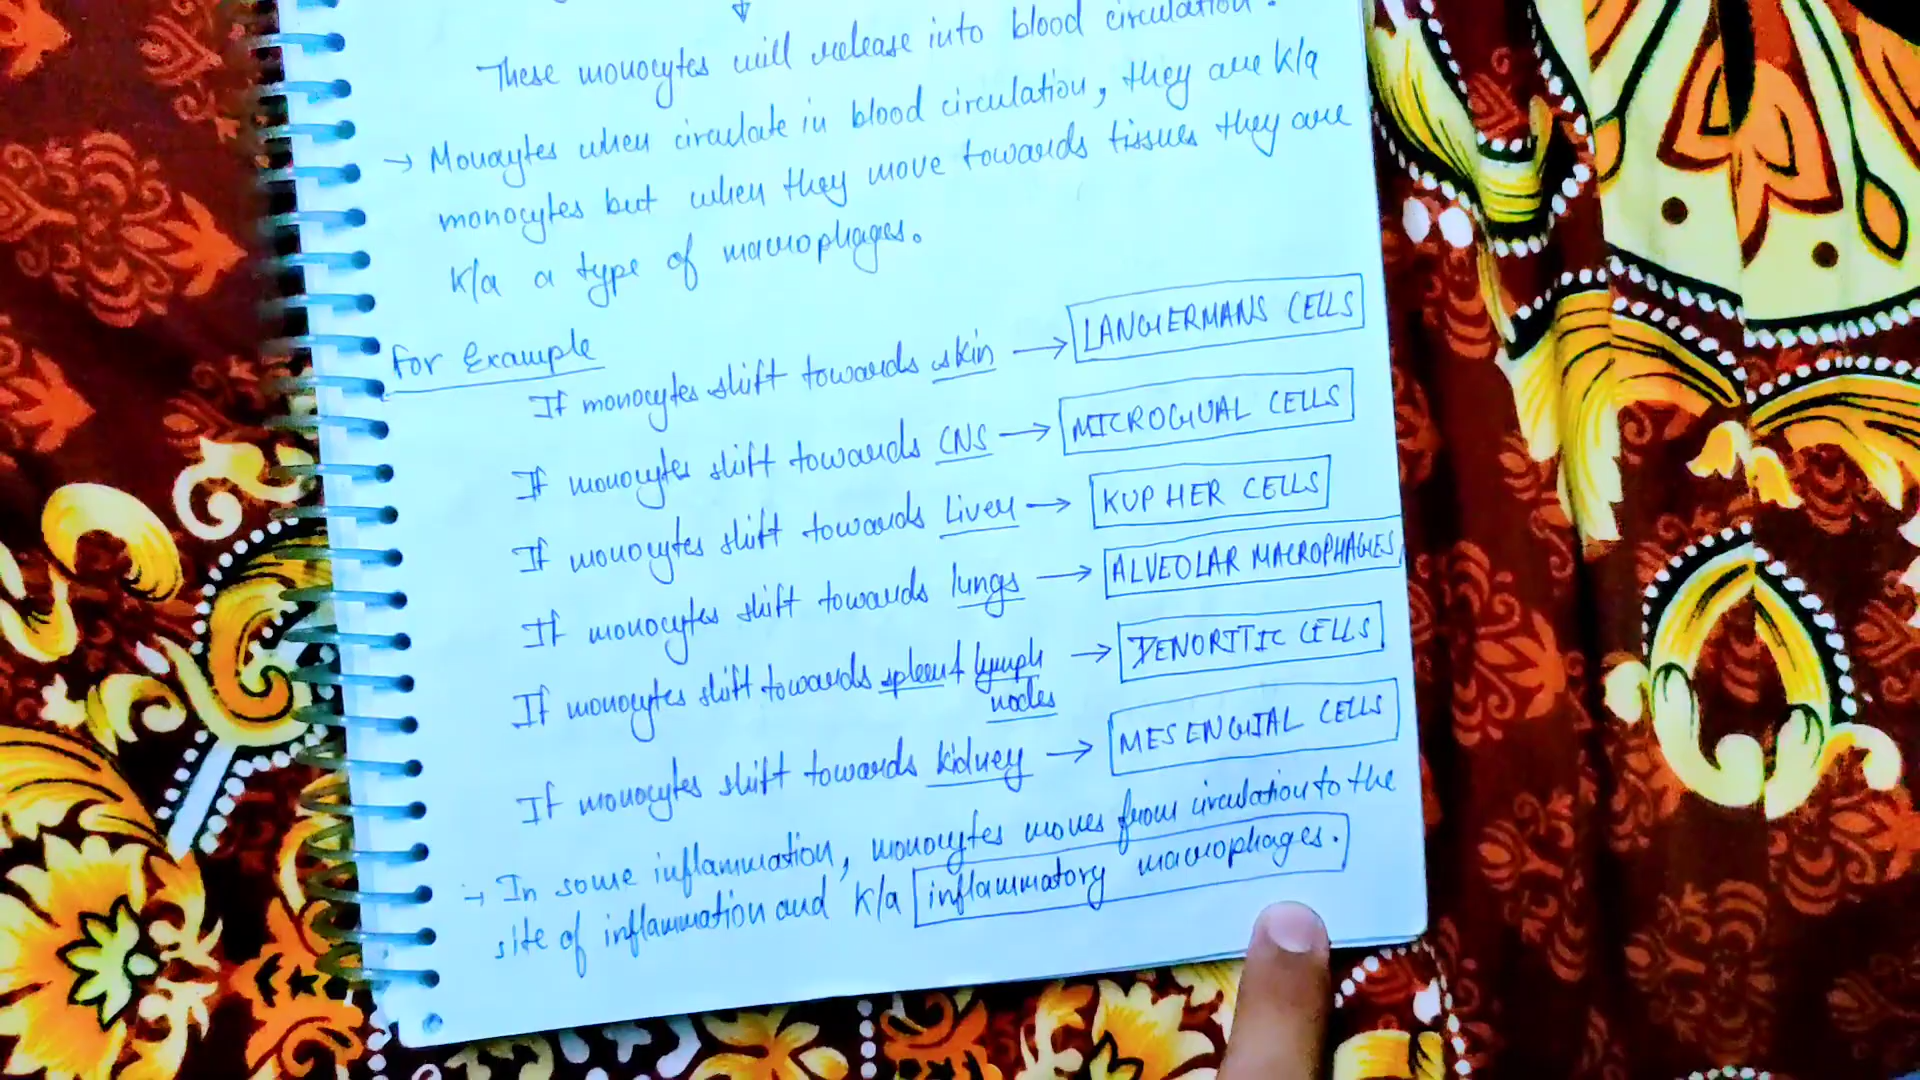 These monocytes will release into blood circulation.
→ Monocytes when circulate in blood circulation, they are k/a
monocytes but when they move towards tissues they are
k/a a type of macrophages.
For Example
If monocytes shift towards skin → LANGERMANS CELLS
If monocytes shift towards CNS → MICROGLIAL CELLS
If monocytes shift towards Liver → KUPHER CELLS
If monocytes shift towards lungs → ALVEOLAR MACROPHAGES
If monocytes shift towards spleen & lymph nodes → DENDRITIC CELLS
If monocytes shift towards kidney → MESENGIAL CELLS
→ In some inflammation, monocytes moves from circulation to the
site of inflammation and k/a inflammatory macrophages.